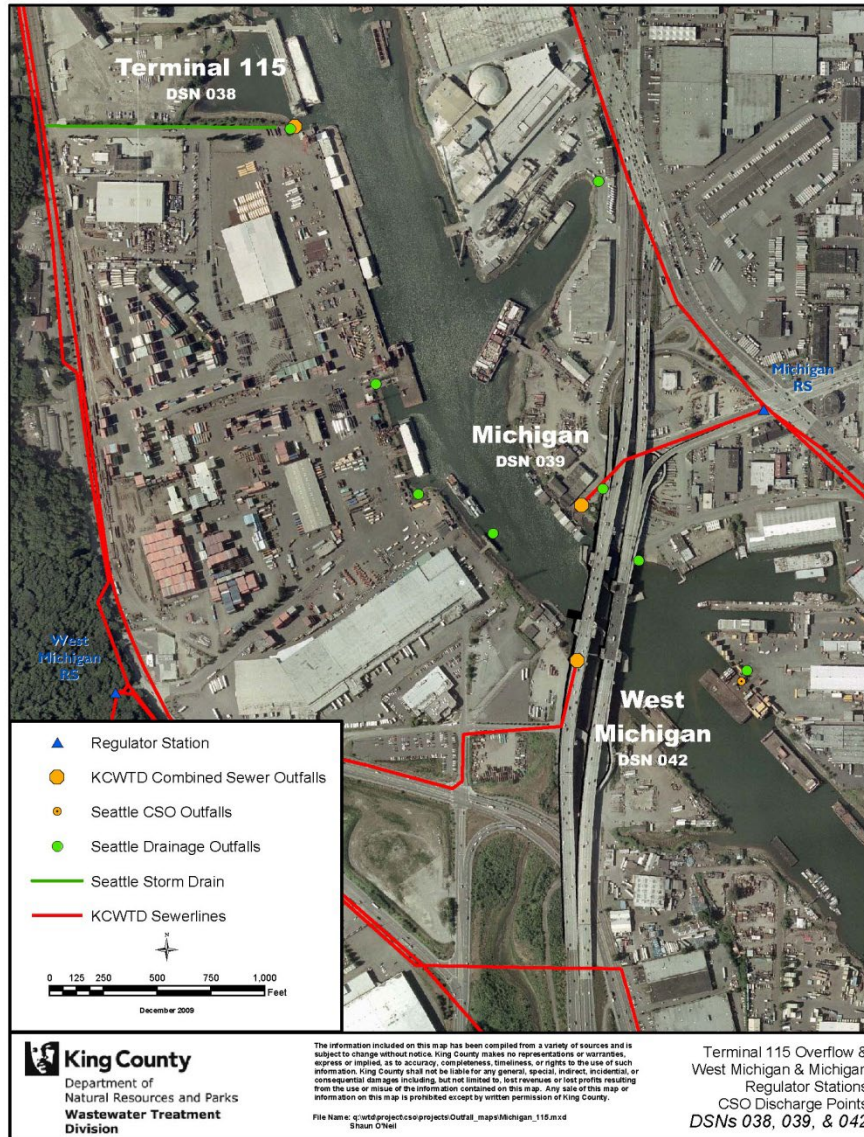 Terminal 115
DSN 038
Michigan
RS
Michigan
DSN 039
West
Michigan
RS
West
Michigan
DSN 042
Regulator Station
KCWTD Combined Sewer Outfalls
Seattle CSO Outfalls
Seattle Drainage Outfalls
Seattle Storm Drain
KCWTD Sewerlines
N
0 125 250 500 750 1,000
Feet
December 2009
King County
Department of
Natural Resources and Parks
Wastewater Treatment
Division
The information included on this map has been compiled from a variety of sources and is
subject to change without notice. King County makes no representations or warranties,
express or implied, as to accuracy, completeness, timeliness, or rights to the use of such
information. King County shall not be liable for any general, special, indirect, incidental, or
consequential damages including, but not limited to, lost revenues or lost profits resulting
from the use or misuse of the information contained on this map. Any sale of this map or
information on this map is prohibited except by written permission of King County.
File Name: q:\wtd\project\cso\projects\Outfall_maps\Michigan_115.mxd
Shaun O'Neil
Terminal 115 Overflow &
West Michigan & Michigan
Regulator Stations
CSO Discharge Points
DSNs 038, 039, & 042